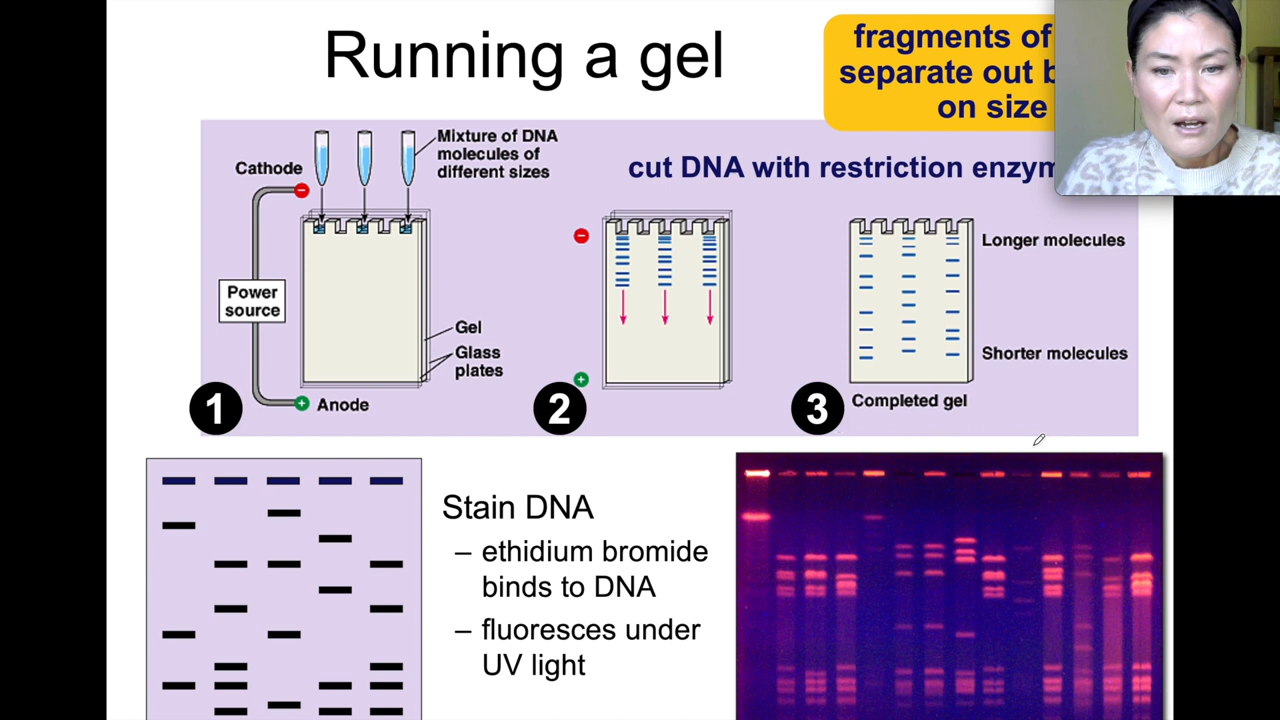 Running a gel
fragments of
separate out
on size
Mixture of DNA
molecules of
different sizes
cut DNA with restriction
Cathode
−
Power
source
Gel
Glass
plates
+
Anode
1
−
+
2
Longer molecules
Shorter molecules
Completed gel
3
Stain DNA
– ethidium bromide
binds to DNA
– fluoresces under
UV light